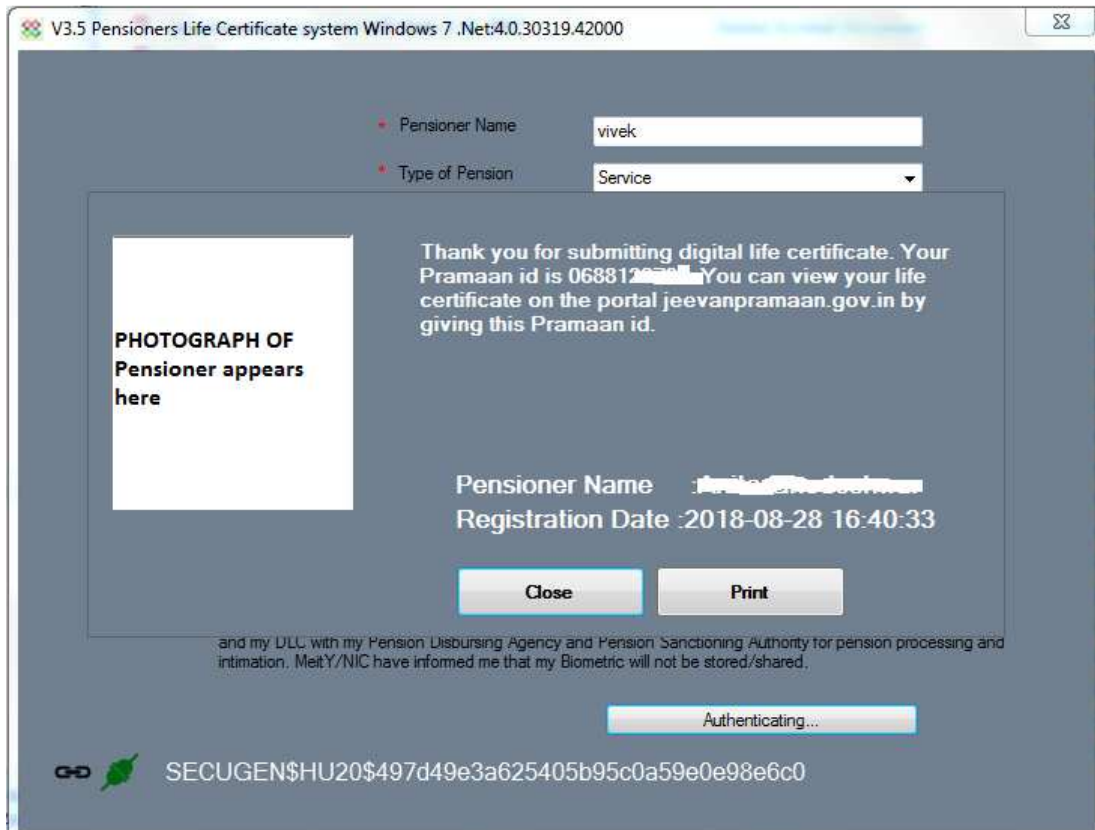 V3.5 Pensioners Life Certificate system Windows 7 .Net:4.0.30319.42000
* Pensioner Name
vivek
* Type of Pension
Service
PHOTOGRAPH OF
Pensioner appears
here
Thank you for submitting digital life certificate. Your
Pramaan id is You can view your life
certificate on the portal jeevanpramaan.gov.in by
giving this Pramaan id.
Pensioner Name :
Registration Date :2018-08-28 16:40:33
Close
Print
and my DLC with my Pension Disbursing Agency and Pension Sanctioning Authority for pension processing and
intimation. MeitY/NIC have informed me that my Biometric will not be stored/shared.
Authenticating...
SECUGEN$HU20$497d49e3a625405b95c0a59e0e98e6c0